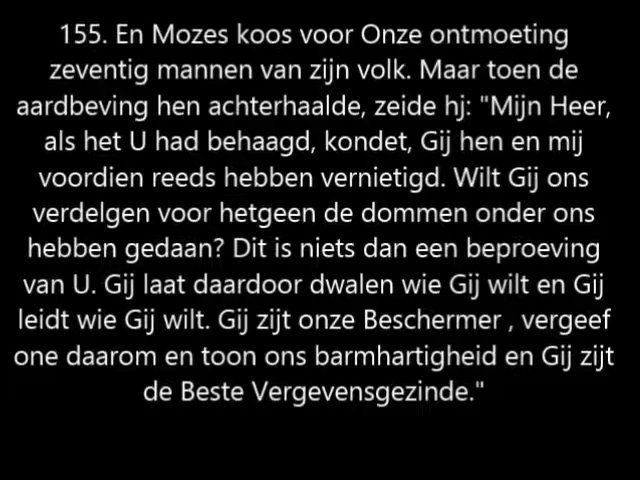 155. En Mozes koos voor Onze ontmoeting
zeventig mannen van zijn volk. Maar toen de
aardbeving hen achterhaalde, zeide hj: "Mijn Heer,
als het U had behaagd, kondet, Gij hen en mij
voordien reeds hebben vernietigd. Wilt Gij ons
verdelgen voor hetgeen de dommen onder ons
hebben gedaan? Dit is niets dan een beproeving
van U. Gij laat daardoor dwalen wie Gij wilt en Gij
leidt wie Gij wilt. Gij zijt onze Beschermer , vergeef
one daarom en toon ons barmhartigheid en Gij zijt
de Beste Vergevensgezinde."